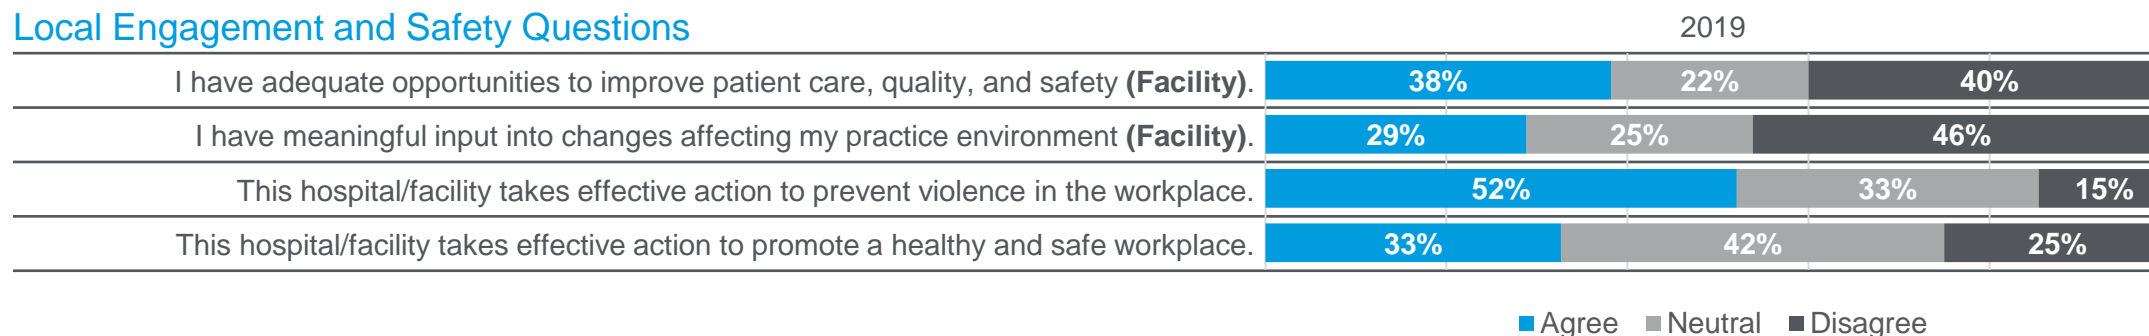 Local Engagement and Safety Questions 2019
I have adequate opportunities to improve patient care, quality, and safety (Facility). 38% 22% 40%
I have meaningful input into changes affecting my practice environment (Facility). 29% 25% 46%
This hospital/facility takes effective action to prevent violence in the workplace. 52% 33% 15%
This hospital/facility takes effective action to promote a healthy and safe workplace. 33% 42% 25%
Agree Neutral Disagree